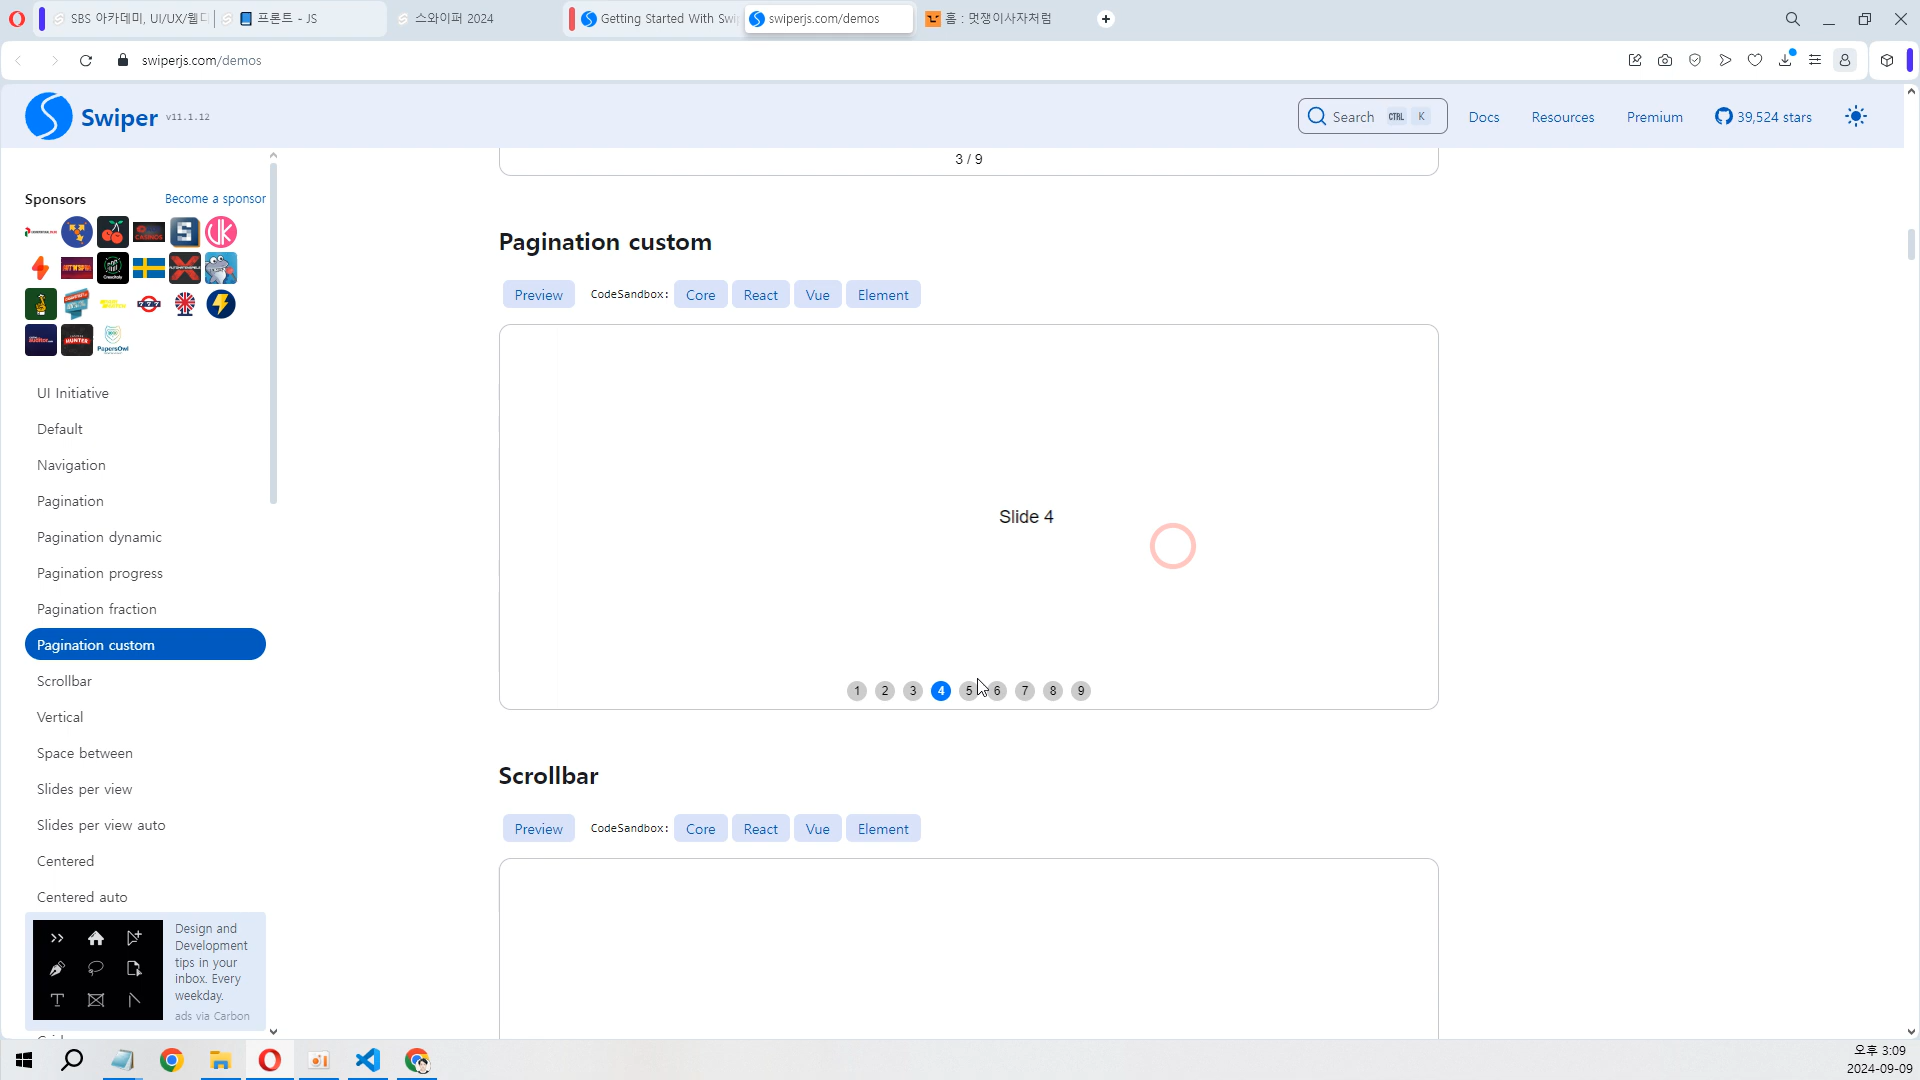 SBS 아카데미, UI/UX/웹디
프론트 - JS
스와이퍼 2024
Getting Started With Swi
swiperjs.com/demos
홈 : 멋쟁이사자처럼
swiperjs.com/demos
Swiper v11.1.12
Search CTRL K
Docs
Resources
Premium
39,524 stars
3 / 9
Sponsors
Become a sponsor
UI Initiative
Default
Navigation
Pagination
Pagination dynamic
Pagination progress
Pagination fraction
Pagination custom
Scrollbar
Vertical
Space between
Slides per view
Slides per view auto
Centered
Centered auto
Design and
Development
tips in your
inbox. Every
weekday.
ads via Carbon
Pagination custom
Preview CodeSandbox: Core React Vue Element
Slide 4
1 2 3 4 5 6 7 8 9
Scrollbar
Preview CodeSandbox: Core React Vue Element
오후 3:09
2024-09-09